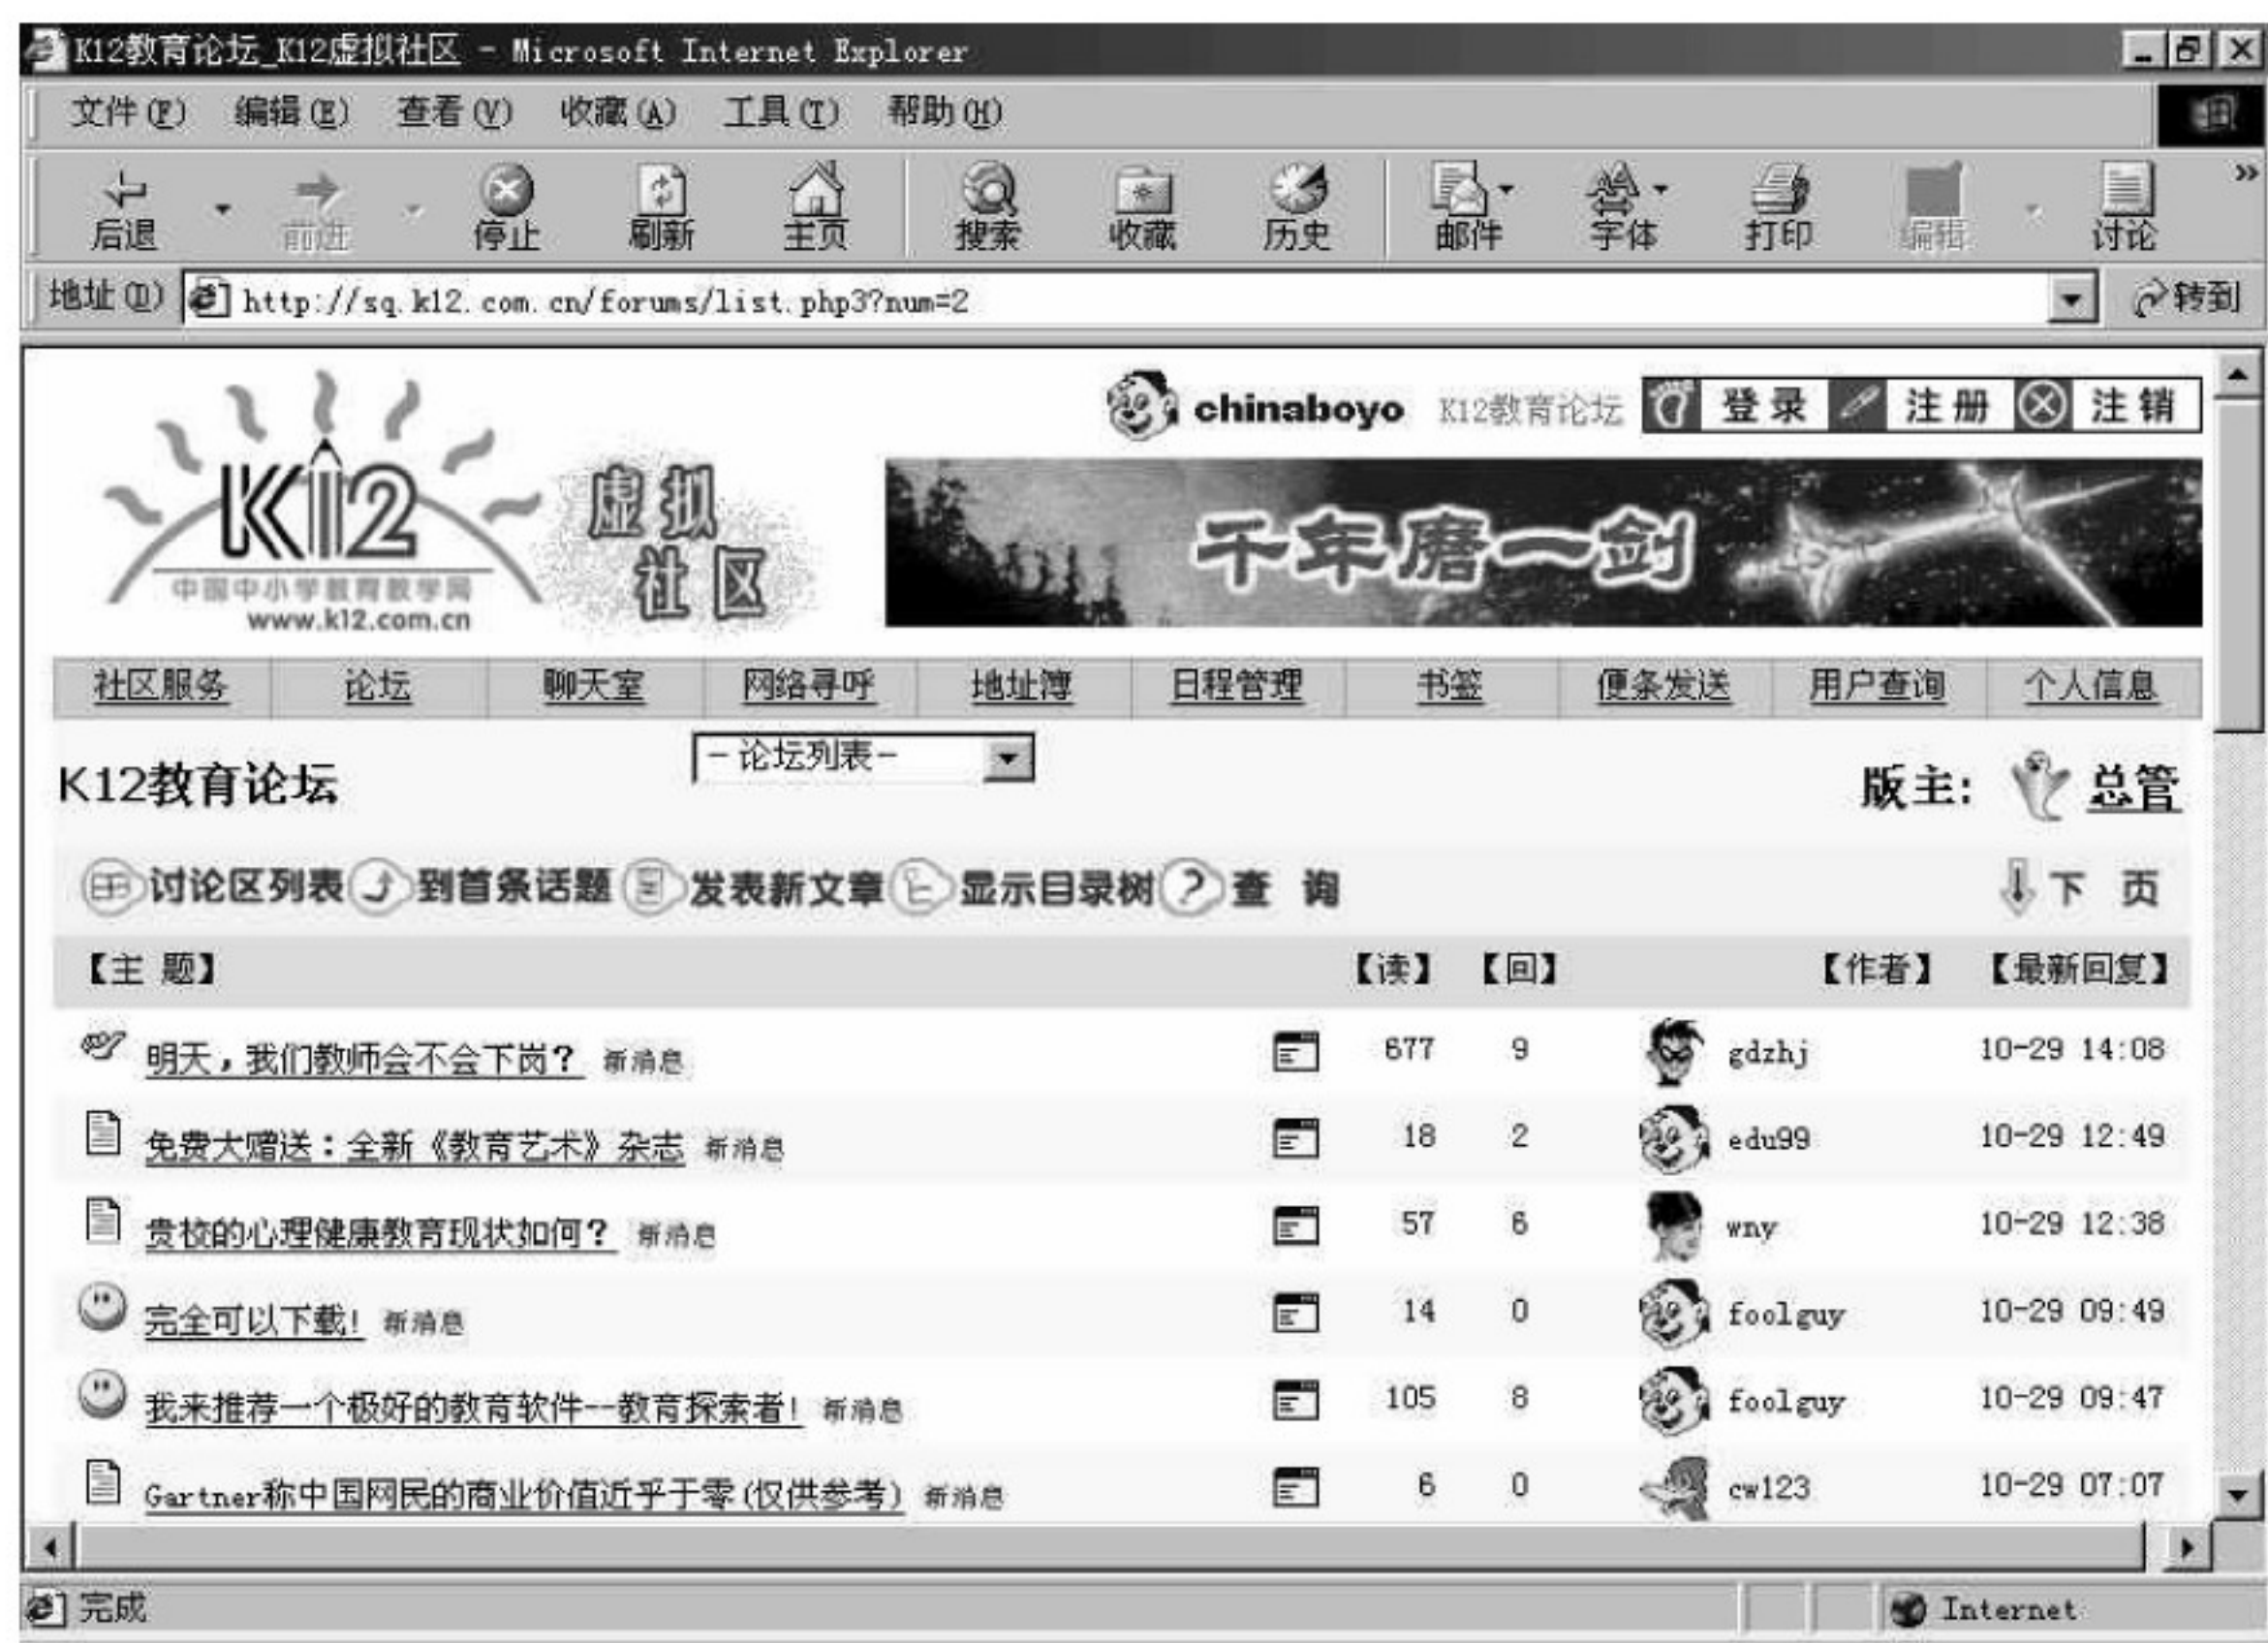 K12教育论坛_K12虚拟社区 - Microsoft Internet Explorer
文件(F) 编辑(E) 查看(V) 收藏(A) 工具(T) 帮助(H)
后退 前进 停止 刷新 主页 搜索 收藏 历史 邮件 字体 打印 编辑 讨论 »
地址(D) http://sq.k12.com.cn/forums/list.php3?num=2 转到
chinaboyo K12教育论坛 登录 注册 注销
K12 虚拟社区 千年磨一剑
中国中小学教育教学网
www.k12.com.cn
社区服务 论坛 聊天室 网络寻呼 地址簿 日程管理 书签 便条发送 用户查询 个人信息
K12教育论坛 -论坛列表- 版主: 总管
讨论区列表 到首条话题 发表新文章 显示目录树 查 询 下 页
【主 题】 【读】 【回】 【作者】 【最新回复】
明天，我们教师会不会下岗？ 新消息 677 9 gdzhj 10-29 14:08
免费大赠送：全新《教育艺术》杂志 新消息 18 2 edu99 10-29 12:49
贵校的心理健康教育现状如何？ 新消息 57 6 wny 10-29 12:38
完全可以下载！ 新消息 14 0 foolguy 10-29 09:49
我来推荐一个极好的教育软件--教育探索者！ 新消息 105 8 foolguy 10-29 09:47
Gartner称中国网民的商业价值近乎于零(仅供参考) 新消息 6 0 cw123 10-29 07:07
完成 Internet